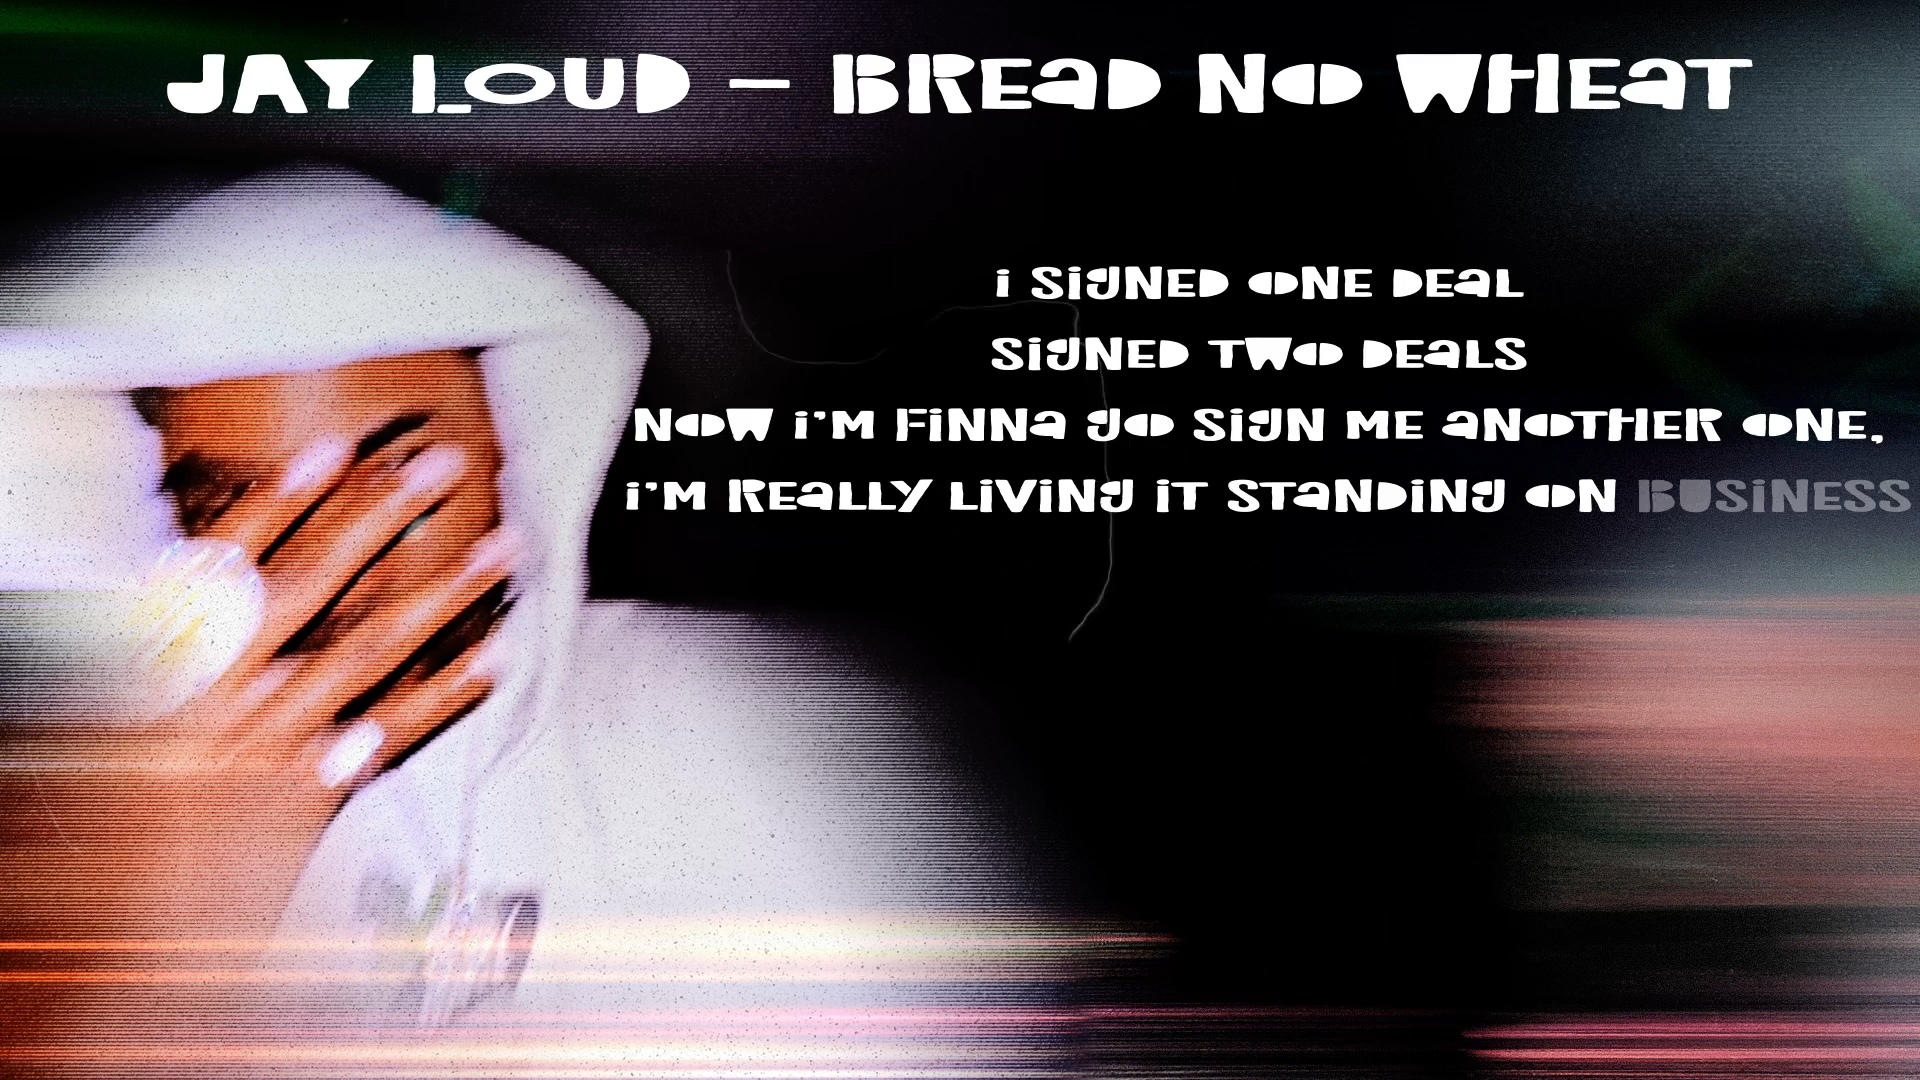 JAY LOUD - BREAD NO WHEAT
I SIGNED ONE DEAL
SIGNED TWO DEALS
NOW I'M FINNA GO SIGN ME ANOTHER ONE,
I'M REALLY LIVING IT STANDING ON BUSINESS